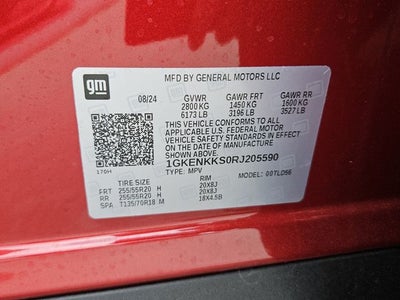 gm
MFD BY GENERAL MOTORS LLC
08/24 GVWR GAWR FRT GAWR RR
2800 KG 1450 KG 1600 KG
6173 LB 3196 LB 3527 LB
THIS VEHICLE CONFORMS TO ALL
APPLICABLE U.S. FEDERAL MOTOR
VEHICLE SAFETY STANDARDS IN EFFECT
ON THE DATE OF MANUFACTURE
SHOWN ABOVE.
1GKENKKS0RJ205590
170H TYPE: MPV MODEL: 00TLD56
TIRE SIZE RIM
FRT 255/55R20 H 20X8J
RR 255/55R20 H 20X8J
SPA T135/70R18 M 18X4.5B